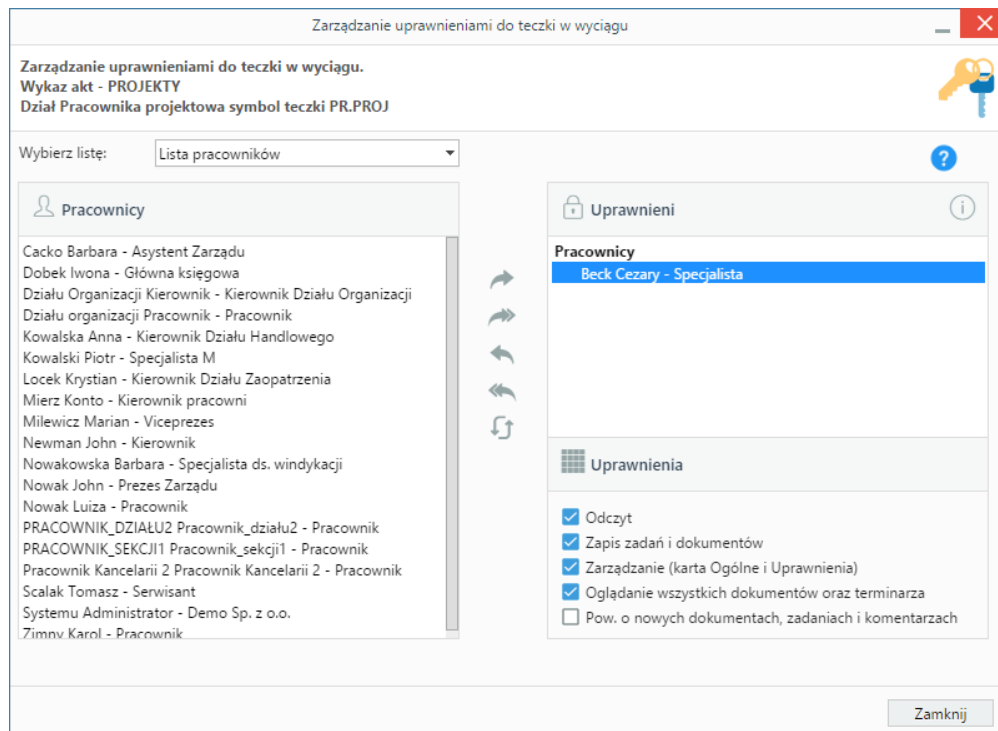 Zarządzanie uprawnieniami do teczki w wyciągu
Zarządzanie uprawnieniami do teczki w wyciągu.
Wykaz akt - PROJEKTY
Dział Pracownika projektowa symbol teczki PR.PROJ
Wybierz listę:
Lista pracowników
?
Pracownicy
Cacko Barbara - Asystent Zarządu
Dobek Iwona - Główna księgowa
Działu Organizacji Kierownik - Kierownik Działu Organizacji
Działu organizacji Pracownik - Pracownik
Kowalska Anna - Kierownik Działu Handlowego
Kowalski Piotr - Specjalista M
Locek Krystian - Kierownik Działu Zaopatrzenia
Mierz Konto - Kierownik pracowni
Milewicz Marian - Viceprezes
Newman John - Kierownik
Nowakowska Barbara - Specjalista ds. windykacji
Nowak John - Prezes Zarządu
Nowak Luiza - Pracownik
PRACOWNIK_DZIAŁU2 Pracownik_działu2 - Pracownik
PRACOWNIK_SEKCJI1 Pracownik_sekcji1 - Pracownik
Pracownik Kancelarii 2 Pracownik Kancelarii 2 - Pracownik
Scalak Tomasz - Serwisant
Systemu Administrator - Demo Sp. z o.o.
Zimny Karol - Pracownik
Uprawnieni
i
Pracownicy
Beck Cezary - Specjalista
Uprawnienia
Odczyt
Zapis zadań i dokumentów
Zarządzanie (karta Ogólne i Uprawnienia)
Oglądanie wszystkich dokumentów oraz terminarza
Pow. o nowych dokumentach, zadaniach i komentarzach
Zamknij